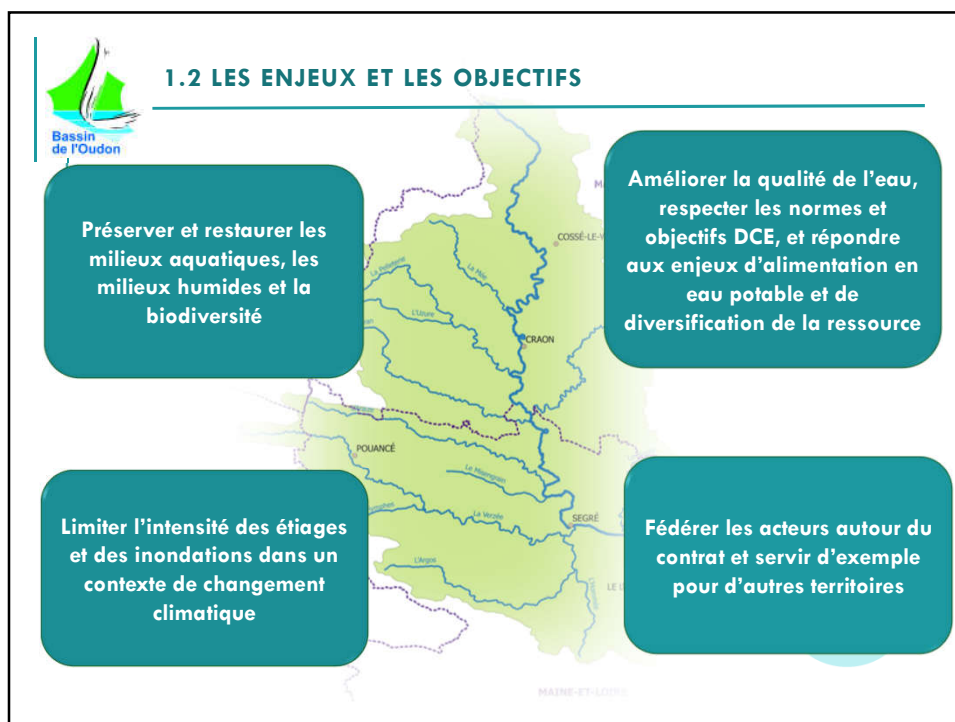 1.2 LES ENJEUX ET LES OBJECTIFS
Bassin
de l'Oudon
Préserver et restaurer les
milieux aquatiques, les
milieux humides et la
biodiversité
Améliorer la qualité de l'eau,
respecter les normes et
objectifs DCE, et répondre
aux enjeux d'alimentation en
eau potable et de
diversification de la ressource
COSSÉ-LE-V
La Pelleterie
La Mée
L'Uzure
CRAON
POUANCÉ
Le Misengrain
La Verzée
SEGRÉ
L'Argos
L'Oudon
Limiter l'intensité des étiages
et des inondations dans un
contexte de changement
climatique
Fédérer les acteurs autour du
contrat et servir d'exemple
pour d'autres territoires
MAINE-ET-LOIRE